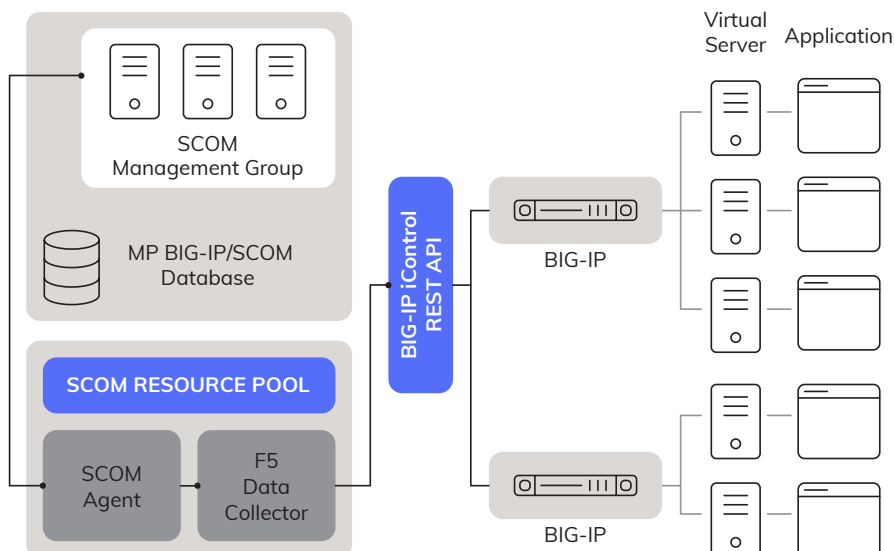 Virtual
Server
Application
SCOM
Management Group
MP BIG-IP/SCOM
Database
BIG-IP iControl
REST API
BIG-IP
SCOM RESOURCE POOL
SCOM
Agent
F5
Data
Collector
BIG-IP